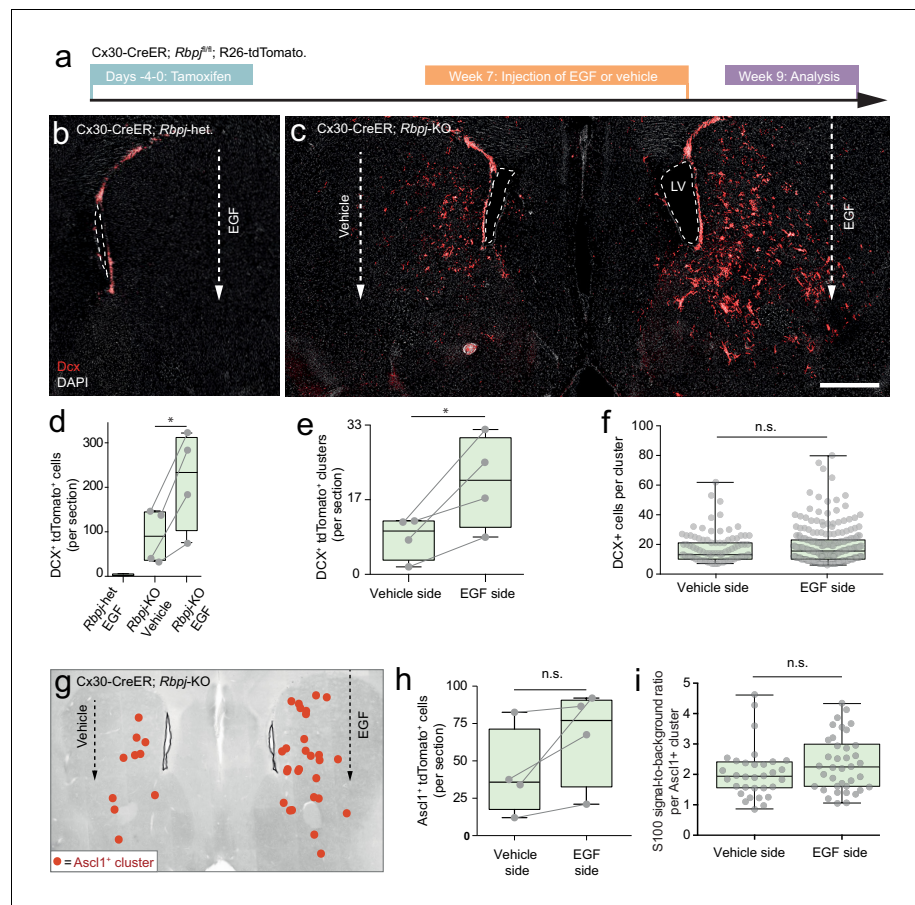 a
Cx30-CreER; Rbpjfl/fl; R26-tdTomato.
Days -4-0: Tamoxifen
Week 7: Injection of EGF or vehicle
Week 9: Analysis
b
Cx30-CreER; Rbpj-het.
EGF
Dcx
DAPI
c
Cx30-CreER; Rbpj-KO
Vehicle
LV
EGF
d
*
DCX+ tdTomato+ cells
(per section)
300
200
100
0
Rbpj-het
EGF
Rbpj-KO
Vehicle
Rbpj-KO
EGF
e
*
DCX+ tdTomato+ clusters
(per section)
33
17
0
Vehicle side
EGF side
f
n.s.
DCX+ cells per cluster
100
80
60
40
20
0
Vehicle side
EGF side
g
Cx30-CreER; Rbpj-KO
Vehicle
EGF
= Ascl1+ cluster
h
n.s.
Ascl1+ tdTomato+ cells
(per section)
100
75
50
25
0
Vehicle
side
EGF
side
i
n.s.
S100 signal-to-background ratio
per Ascl1+ cluster
5
4
3
2
1
0
Vehicle side
EGF side